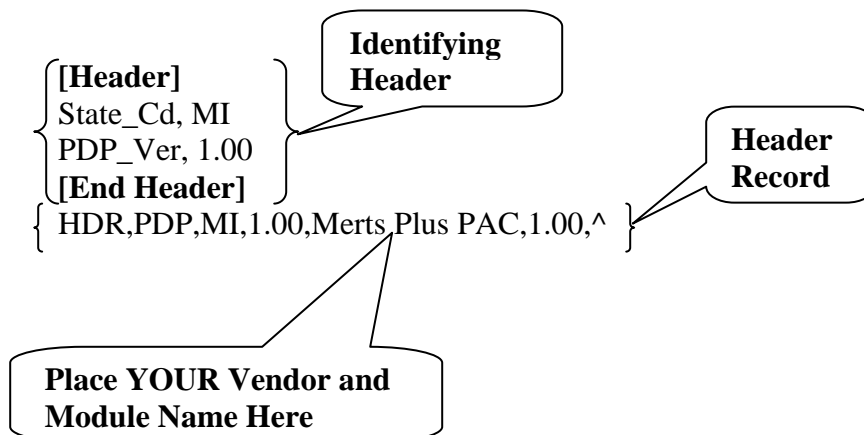 Identifying
Header
[Header]
State_Cd, MI
PDP_Ver, 1.00
[End Header]
Header
Record
HDR,PDP,MI,1.00,Merts Plus PAC,1.00,^
Place YOUR Vendor and
Module Name Here